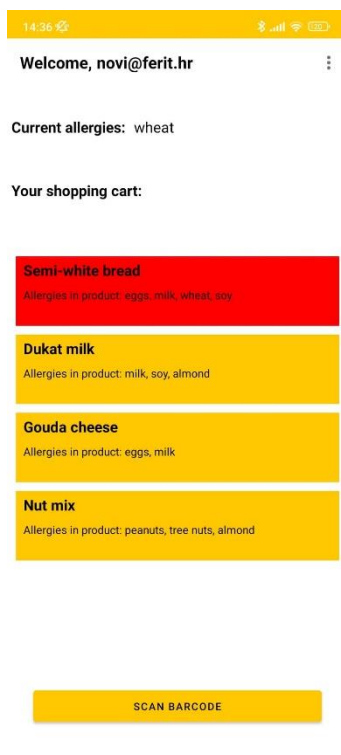 14:36
Welcome, novi@ferit.hr
Current allergies: wheat
Your shopping cart:
Semi-white bread
Allergies in product: eggs, milk, wheat, soy
Dukat milk
Allergies in product: milk, soy, almond
Gouda cheese
Allergies in product: eggs, milk
Nut mix
Allergies in product: peanuts, tree nuts, almond
SCAN BARCODE